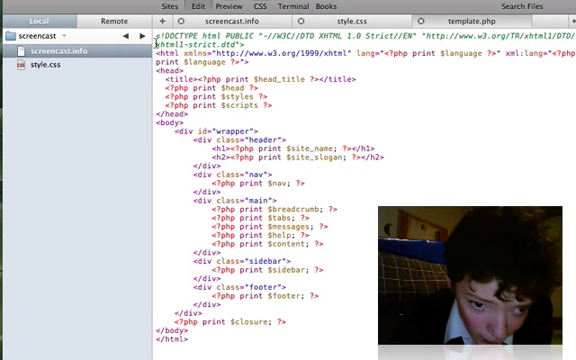 Sites Edit Preview CSS Terminal Books Search Files
Local Remote screencast.info style.css template.php
screencast
screencast.info
style.css
<!DOCTYPE html PUBLIC "-//W3C//DTD XHTML 1.0 Strict//EN" "http://www.w3.org/TR/xhtml1/DTD/
xhtml1-strict.dtd">
<html xmlns="http://www.w3.org/1999/xhtml" lang="<?php print $language ?>" xml:lang="<?php
print $language ?>">
<head>
<title><?php print $head_title ?></title>
<?php print $head ?>
<?php print $styles ?>
<?php print $scripts ?>
</head>
<body>
<div id="wrapper">
<div class="header">
<h1><?php print $site_name; ?></h1>
<h2><?php print $site_slogan; ?></h2>
</div>
<div class="nav">
<?php print $nav; ?>
</div>
<div class="main">
<?php print $breadcrumb; ?>
<?php print $tabs; ?>
<?php print $messages; ?>
<?php print $help; ?>
<?php print $content; ?>
</div>
<div class="sidebar">
<?php print $sidebar; ?>
</div>
<div class="footer">
<?php print $footer; ?>
</div>
<?php print $closure; ?>
</body>
</html>